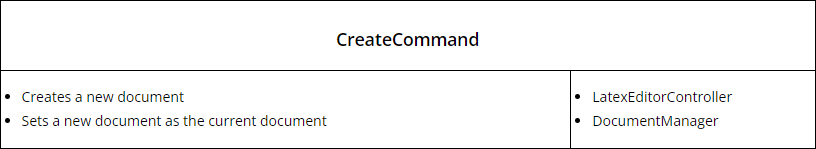 CreateCommand
Creates a new document
Sets a new document as the current document
LatexEditorController
DocumentManager